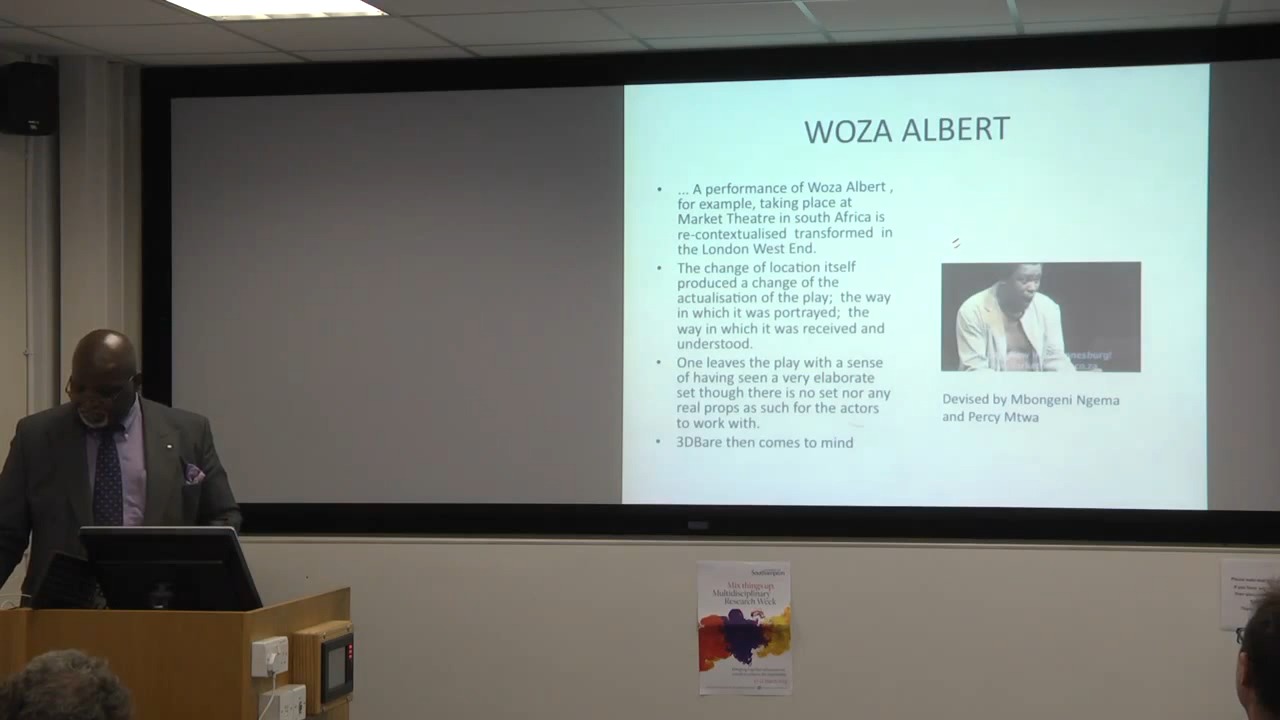 WOZA ALBERT
• ... A performance of Woza Albert ,
for example, taking place at
Market Theatre in south Africa is
re-contextualised transformed in
the London West End.
• The change of location itself
produced a change of the
actualisation of the play; the way
in which it was portrayed; the
way in which it was received and
understood.
• One leaves the play with a sense
of having seen a very elaborate
set though there is no set nor any
real props as such for the actors
to work with.
• 3DBare then comes to mind
Devised by Mbongeni Ngema
and Percy Mtwa
Southampton
Mix things up
Multidisciplinary
Research Week